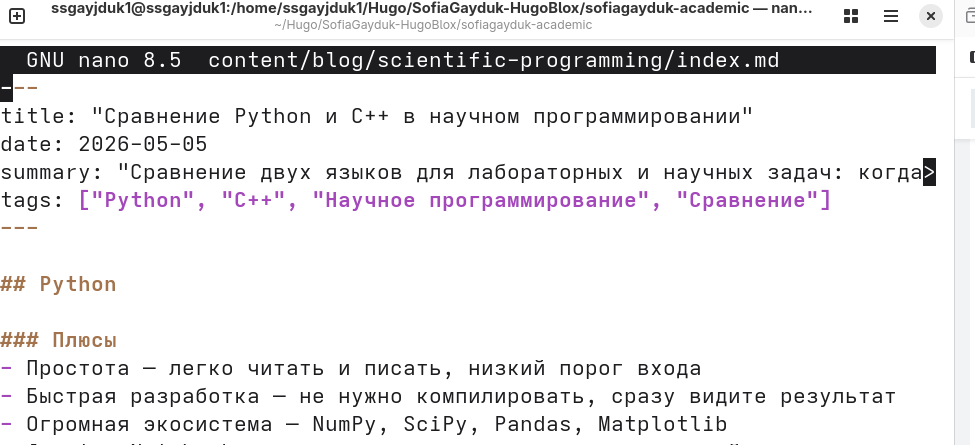 ssgayjduk1@ssgayjduk1:/home/ssgayjduk1/Hugo/SofiaGayduk-HugoBlox/sofiagayduk-academic — nan...
~/Hugo/SofiaGayduk-HugoBlox/sofiagayduk-academic
GNU nano 8.5  content/blog/scientific-programming/index.md
---
title: "Сравнение Python и C++ в научном программировании"
date: 2026-05-05
summary: "Сравнение двух языков для лабораторных и научных задач: когда>
tags: ["Python", "C++", "Научное программирование", "Сравнение"]
---
## Python
### Плюсы
- Простота — легко читать и писать, низкий порог входа
- Быстрая разработка — не нужно компилировать, сразу видите результат
- Огромная экосистема — NumPy, SciPy, Pandas, Matplotlib